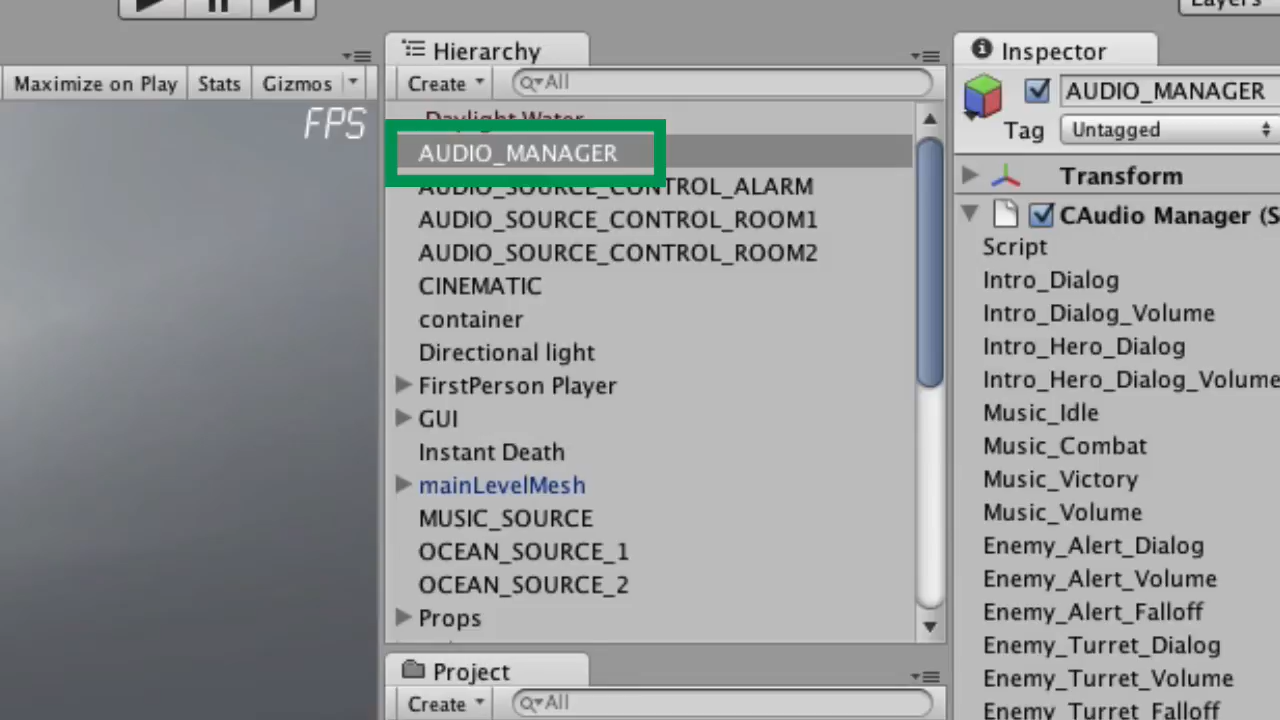 Layers
Maximize on Play
Stats
Gizmos
FPS
Hierarchy
Create
All
Daylight Water
AUDIO_MANAGER
AUDIO_SOURCE_CONTROL_ALARM
AUDIO_SOURCE_CONTROL_ROOM1
AUDIO_SOURCE_CONTROL_ROOM2
CINEMATIC
container
Directional light
FirstPerson Player
GUI
Instant Death
mainLevelMesh
MUSIC_SOURCE
OCEAN_SOURCE_1
OCEAN_SOURCE_2
Props
Project
Create
All
Inspector
AUDIO_MANAGER
Tag
Untagged
Transform
CAudio Manager (S
Script
Intro_Dialog
Intro_Dialog_Volume
Intro_Hero_Dialog
Intro_Hero_Dialog_Volume
Music_Idle
Music_Combat
Music_Victory
Music_Volume
Enemy_Alert_Dialog
Enemy_Alert_Volume
Enemy_Alert_Falloff
Enemy_Turret_Dialog
Enemy_Turret_Volume
Enemy_Turret_Falloff